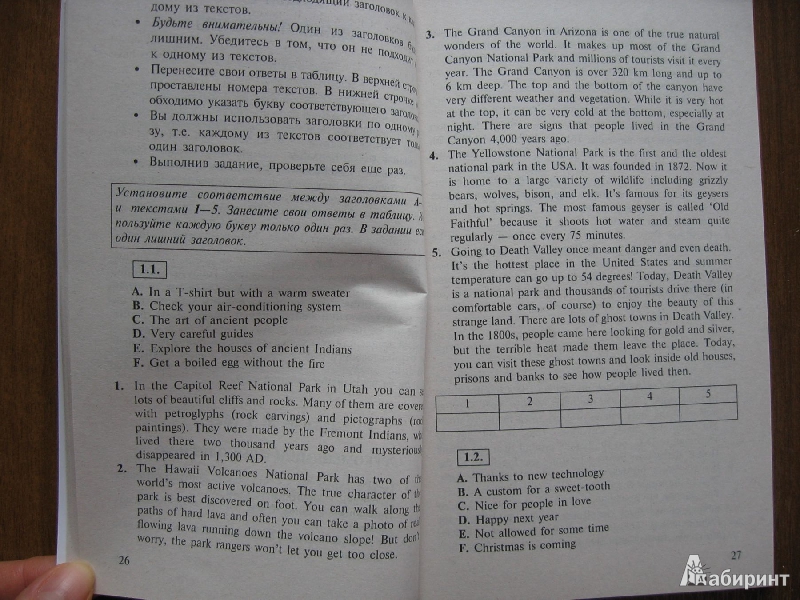 дому из текстов.
• Будьте внимательны! Один из заголовков
лишним. Убедитесь в том, что он не подходит
к одному из текстов.
• Перенесите свои ответы в таблицу. В верхней
проставлены номера текстов. В нижней строчке
обходимо указать букву соответствующего
• Вы должны использовать заголовки по одному
зу, т.е. каждому из текстов соответствует
один заголовок.
• Выполнив задание, проверьте себя еще раз.
Установите соответствие между заголовками A–
и текстами 1—5. Занесите свои ответы в таблицу.
пользуйте каждую букву только один раз. В задании
один лишний заголовок.
1.1.
A. In a T-shirt but with a warm sweater
B. Check your air-conditioning system
C. The art of ancient people
D. Very careful guides
E. Explore the houses of ancient Indians
F. Get a boiled egg without the fire
1. In the Capitol Reef National Park in Utah you can
lots of beautiful cliffs and rocks. Many of them are
with petroglyphs (rock carvings) and pictographs
paintings). They were made by the Fremont Indians,
lived there two thousand years ago and
disappeared in 1,300 AD.
2. The Hawaii Volcanoes National Park has two of
world's most active volcanoes. The true character of
park is best discovered on foot. You can walk along
paths of hard lava and often you can take a photo of
flowing lava running down the volcano slope! But
worry, the park rangers won't let you get too close.
26
3. The Grand Canyon in Arizona is one of the true natural
wonders of the world. It makes up most of the Grand
Canyon National Park and millions of tourists visit it every
year. The Grand Canyon is over 320 km long and up to
6 km deep. The top and the bottom of the canyon have
very different weather and vegetation. While it is very hot
at the top, it can be very cold at the bottom, especially at
night. There are signs that people lived in the Grand
Canyon 4,000 years ago.
4. The Yellowstone National Park is the first and the oldest
national park in the USA. It was founded in 1872. Now it
is home to a large variety of wildlife including grizzly
bears, wolves, bison, and elk. It's famous for its geysers
and hot springs. The most famous geyser is called 'Old
Faithful' because it shoots hot water and steam quite
regularly — once every 75 minutes.
5. Going to Death Valley once meant danger and even death.
It's the hottest place in the United States and summer
temperature can go up to 54 degrees! Today, Death Valley
is a national park and thousands of tourists drive there (in
comfortable cars, of course) to enjoy the beauty of this
strange land. There are lots of ghost towns in Death Valley.
In the 1800s, people came here looking for gold and silver,
but the terrible heat made them leave the place. Today,
you can visit these ghost towns and look inside old houses,
prisons and banks to see how people lived then.
1 2 3 4 5
1.2.
A. Thanks to new technology
B. A custom for a sweet-tooth
C. Nice for people in love
D. Happy next year
E. Not allowed for some time
F. Christmas is coming
27
Лабиринт